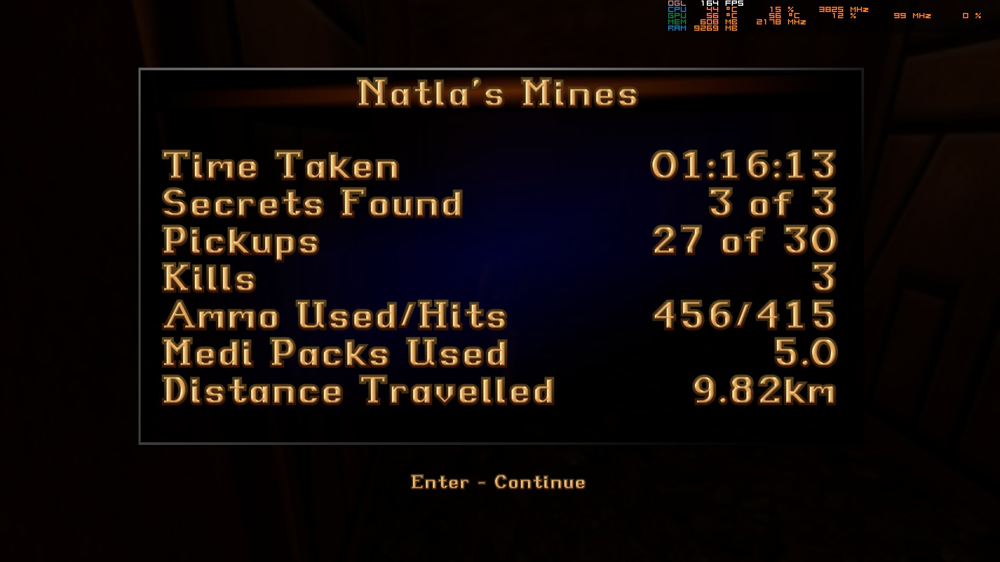 OGL 164 FPS
CPU 44 °C 15 % 3825 MHz
GPU 56 °C 56 °C 12 % 99 MHz 0 %
MEM 608 MB 2178 MHz
RAM 9269 MB
Natla's Mines
Time Taken 01:16:13
Secrets Found 3 of 3
Pickups 27 of 30
Kills 3
Ammo Used/Hits 456/415
Medi Packs Used 5.0
Distance Travelled 9.82km
Enter - Continue